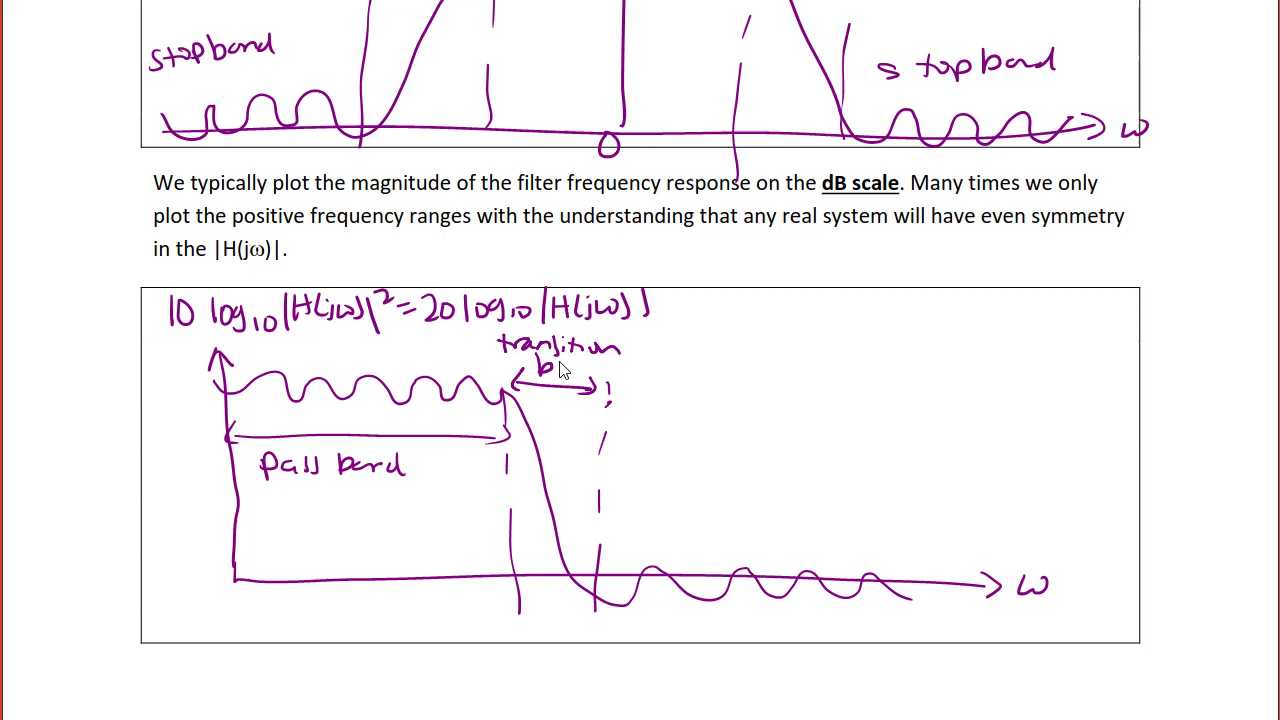 stopband
s topband
0
ω
We typically plot the magnitude of the filter frequency response on the dB scale. Many times we only
plot the positive frequency ranges with the understanding that any real system will have even symmetry
in the |H(jω)|.
10 log₁₀|H(jω)|² = 20 log₁₀ |H(jω)|
transition
b
pass band
ω